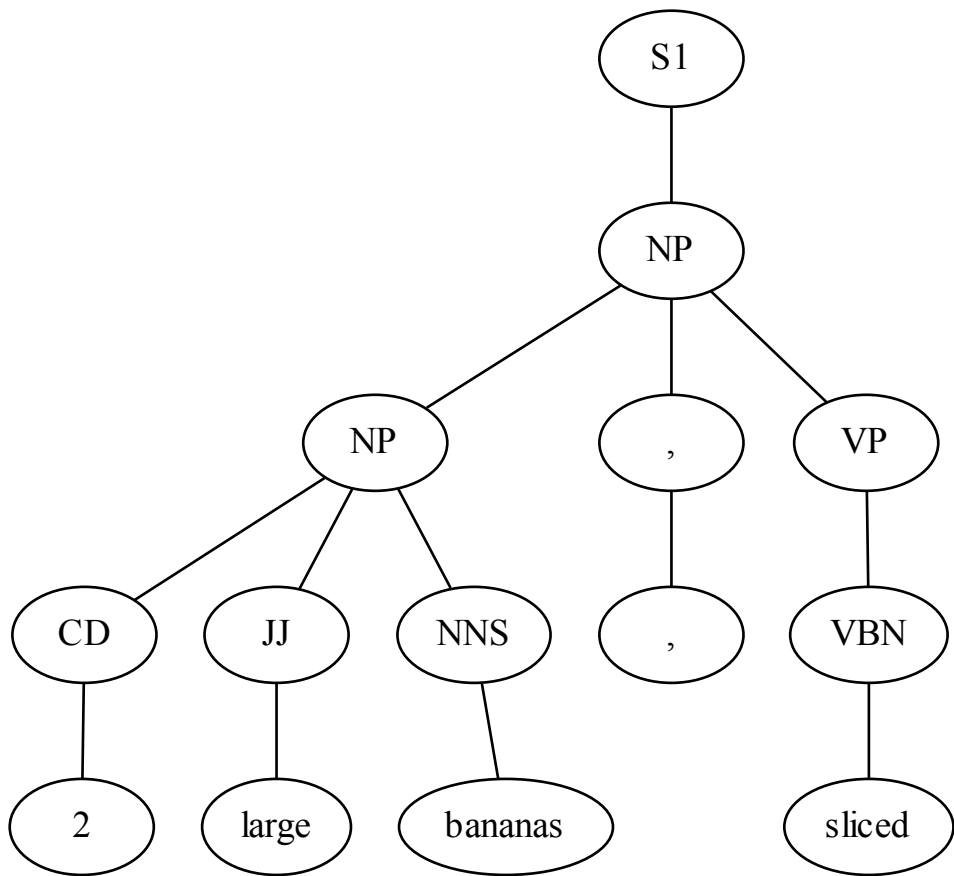 S1
NP
NP , VP
CD JJ NNS , VBN
2 large bananas sliced